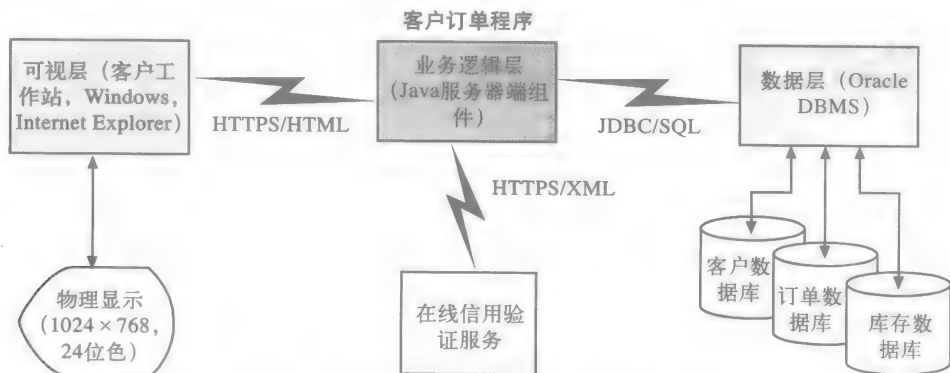 客户订单程序
可视层（客户工
作站，Windows，
Internet Explorer）
HTTPS/HTML
业务逻辑层
（Java服务器端组
件）
JDBC/SQL
数据层（Oracle
DBMS）
HTTPS/XML
物理显示
（1024×768，
24位色）
在线信用验
证服务
客户数
据库
订单数
据库
库存数
据库